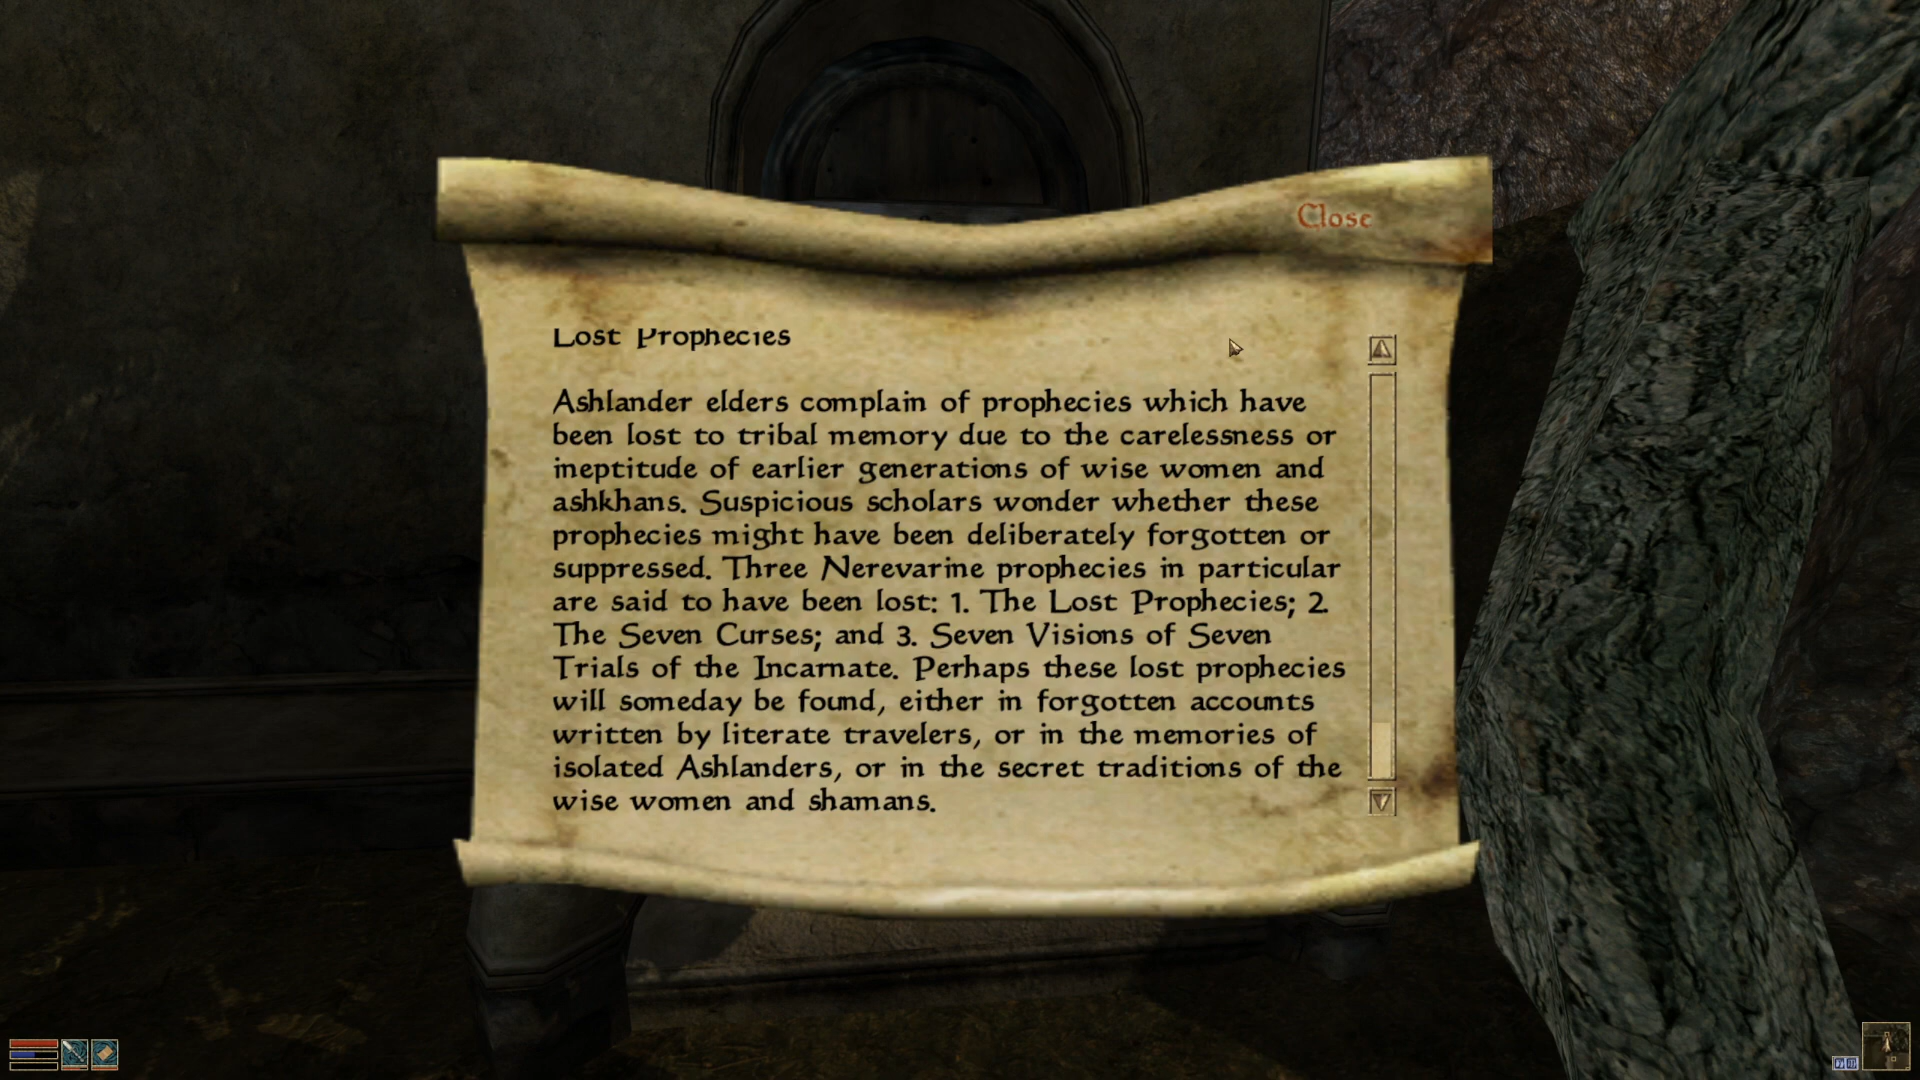 Close
Lost Prophecies
Ashlander elders complain of prophecies which have
been lost to tribal memory due to the carelessness or
ineptitude of earlier generations of wise women and
ashkhans. Suspicious scholars wonder whether these
prophecies might have been deliberately forgotten or
suppressed. Three Nerevarine prophecies in particular
are said to have been lost: 1. The Lost Prophecies; 2.
The Seven Curses; and 3. Seven Visions of Seven
Trials of the Incarnate. Perhaps these lost prophecies
will someday be found, either in forgotten accounts
written by literate travelers, or in the memories of
isolated Ashlanders, or in the secret traditions of the
wise women and shamans.